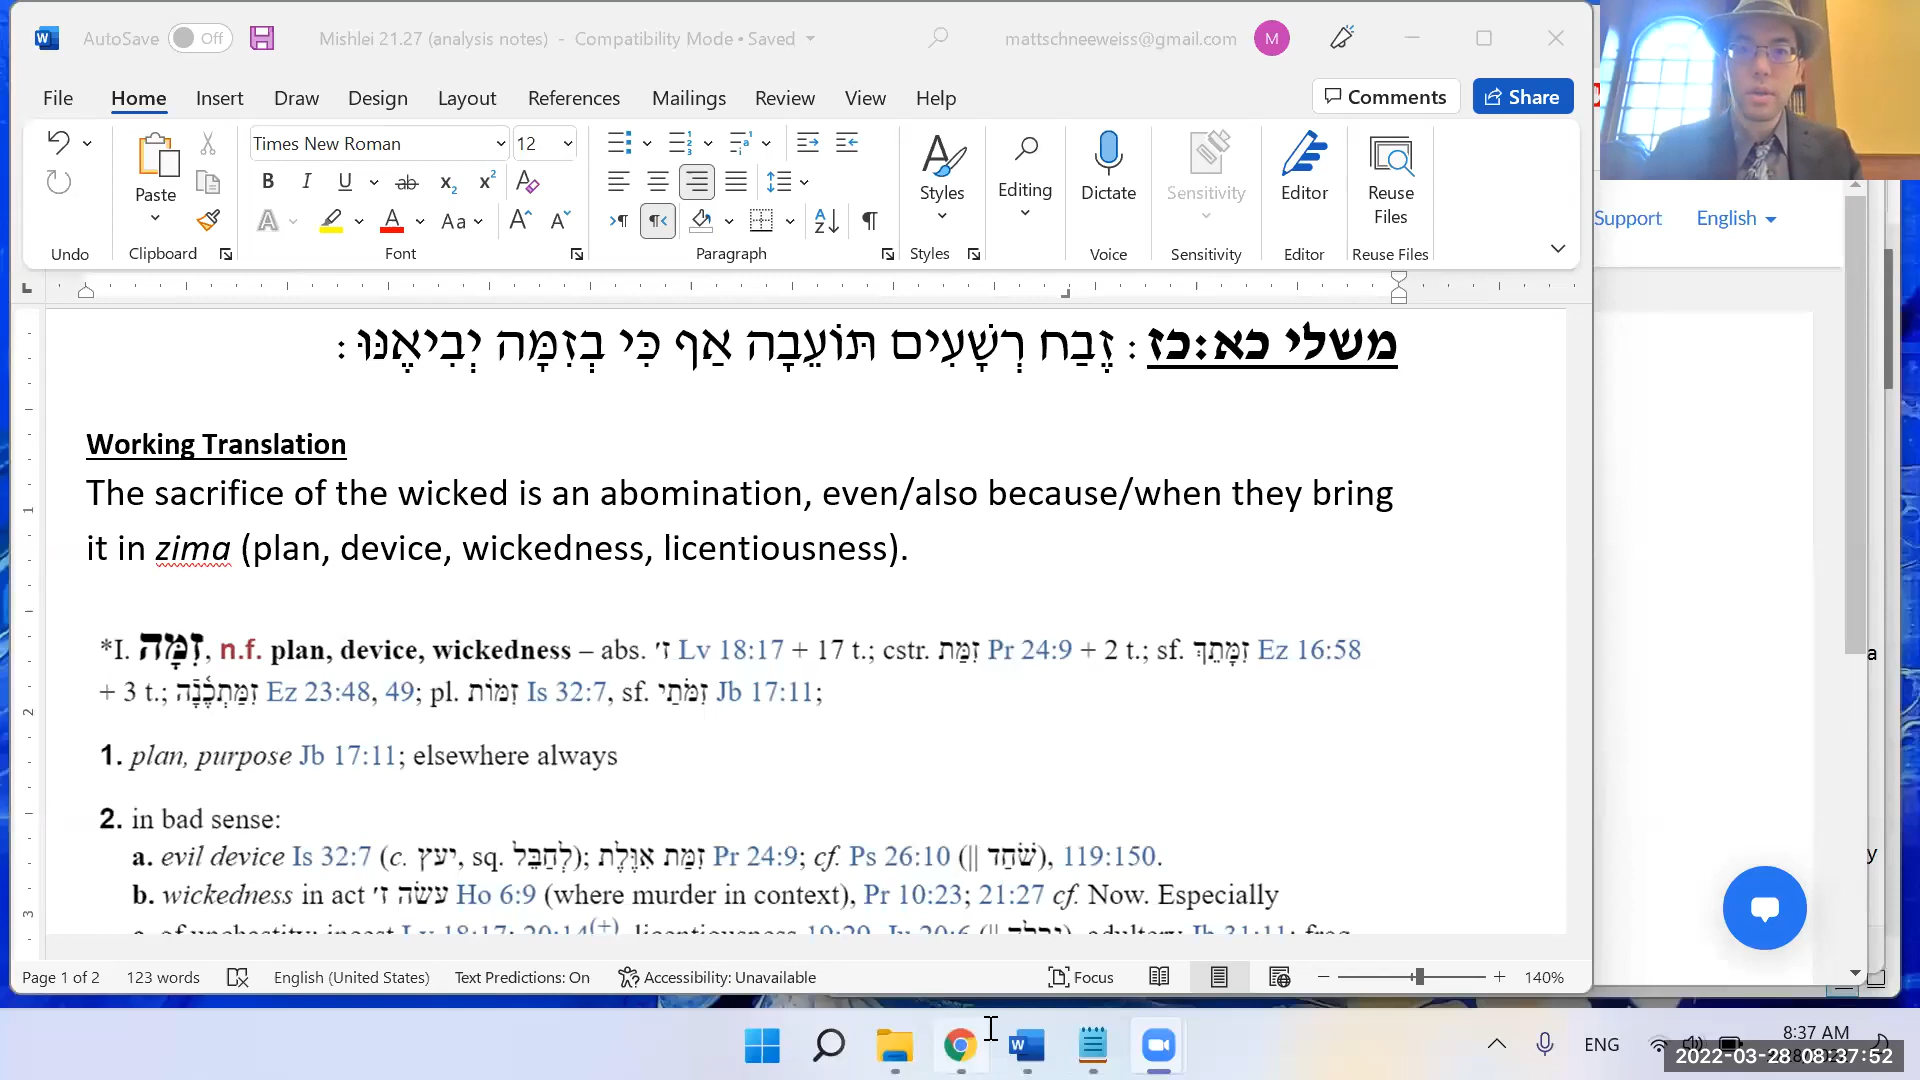 AutoSave Off Mishlei 21.27 (analysis notes) - Compatibility Mode • Saved mattschneeweiss@gmail.com M
File Home Insert Draw Design Layout References Mailings Review View Help Comments Share
Times New Roman 12
Paste Styles Editing Dictate Sensitivity Editor Reuse Files
Undo Clipboard Font Paragraph Styles Voice Sensitivity Editor Reuse Files
Support English
משלי כא:כז : זֶבַח רְשָׁעִים תּוֹעֵבָה אַף כִּי בְזִמָּה יְבִיאֶנּוּ:
Working Translation
The sacrifice of the wicked is an abomination, even/also because/when they bring
it in zima (plan, device, wickedness, licentiousness).
*I. זִמָּה, n.f. plan, device, wickedness – abs. ז׳ Lv 18:17 + 17 t.; cstr. זִמַּת Pr 24:9 + 2 t.; sf. זִמָּתֵךְ Ez 16:58
+ 3 t.; זִמַּתְכֶ֫נָה Ez 23:48, 49; pl. זִמּוֹת Is 32:7, sf. זִמֹּתַי Jb 17:11;
1. plan, purpose Jb 17:11; elsewhere always
2. in bad sense:
a. evil device Is 32:7 (c. יעץ, sq. לְחַבֵּל); זִמַּת אִוֶּלֶת Pr 24:9; cf. Ps 26:10 (|| שֹׁחַד), 119:150.
b. wickedness in act עשׂה ז׳ Ho 6:9 (where murder in context), Pr 10:23; 21:27 cf. Now. Especially
Page 1 of 2 123 words English (United States) Text Predictions: On Accessibility: Unavailable Focus 140%
a
y
ENG 8:37 AM
2022-03-28 08:37:52